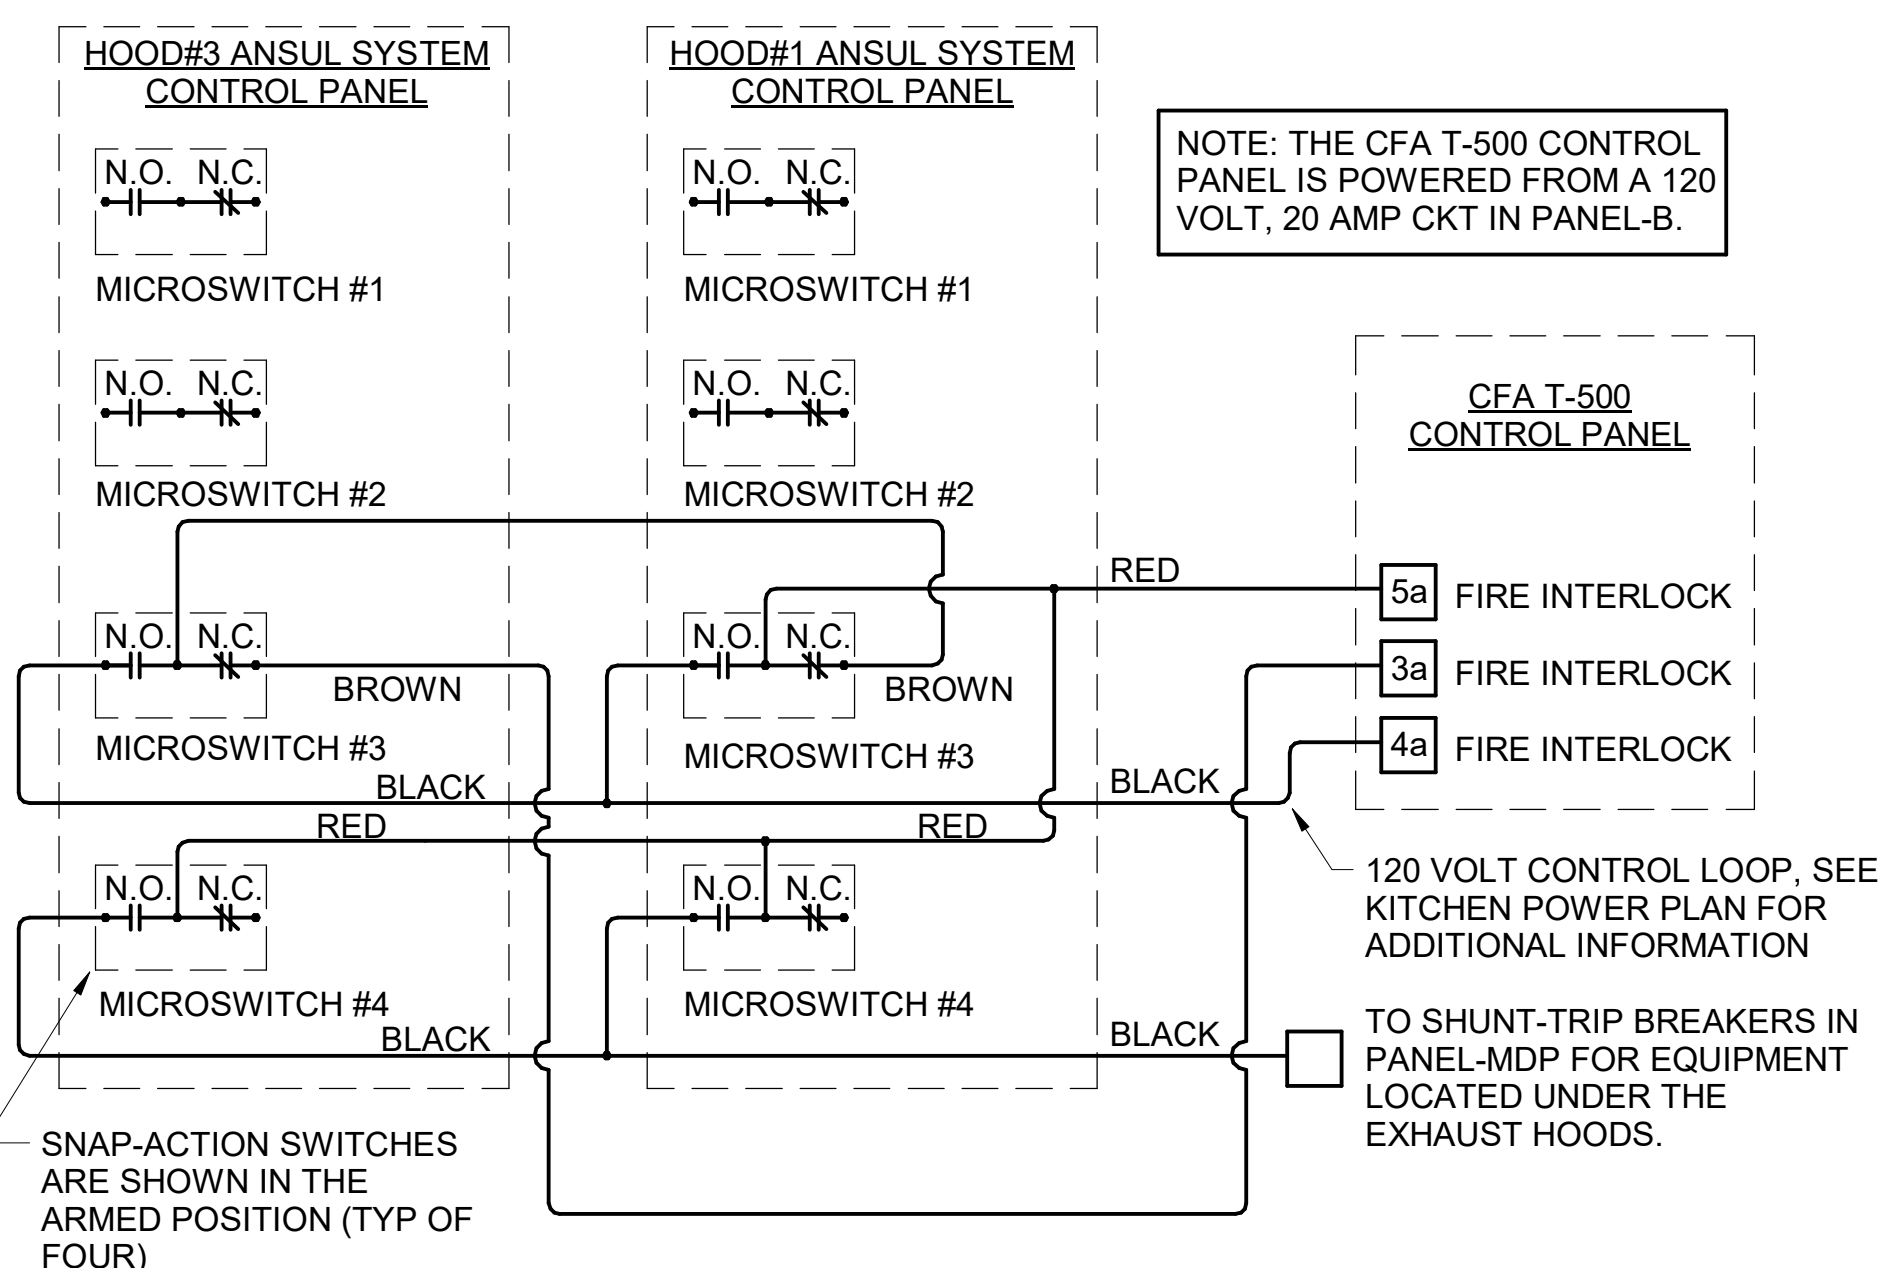 HOOD#3 ANSUL SYSTEM
CONTROL PANEL
N.O. N.C.
MICROSWITCH #1
N.O. N.C.
MICROSWITCH #2
N.O. N.C.
BROWN
MICROSWITCH #3
BLACK
RED
N.O. N.C.
MICROSWITCH #4
BLACK
SNAP-ACTION SWITCHES
ARE SHOWN IN THE
ARMED POSITION (TYP OF
FOUR)
HOOD#1 ANSUL SYSTEM
CONTROL PANEL
N.O. N.C.
MICROSWITCH #1
N.O. N.C.
MICROSWITCH #2
N.O. N.C.
BROWN
MICROSWITCH #3
RED
N.O. N.C.
MICROSWITCH #4
RED
BLACK
BLACK
NOTE: THE CFA T-500 CONTROL
PANEL IS POWERED FROM A 120
VOLT, 20 AMP CKT IN PANEL-B.
CFA T-500
CONTROL PANEL
5a FIRE INTERLOCK
3a FIRE INTERLOCK
4a FIRE INTERLOCK
120 VOLT CONTROL LOOP, SEE
KITCHEN POWER PLAN FOR
ADDITIONAL INFORMATION
TO SHUNT-TRIP BREAKERS IN
PANEL-MDP FOR EQUIPMENT
LOCATED UNDER THE
EXHAUST HOODS.